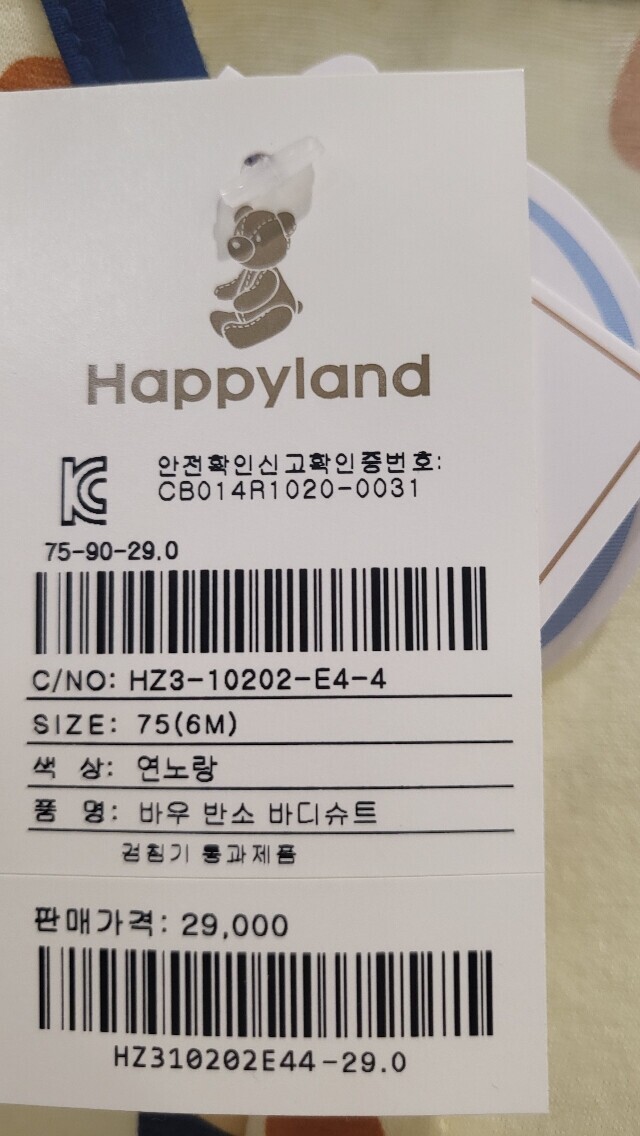 Happyland
안전확인신고확인증번호:
CB014R1020-0031
75-90-29.0
C/NO: HZ3-10202-E4-4
SIZE: 75(6M)
색 상: 연노랑
품 명: 바우 반소 바디슈트
검침기 통과제품
판매가격: 29,000
HZ310202E44-29.0